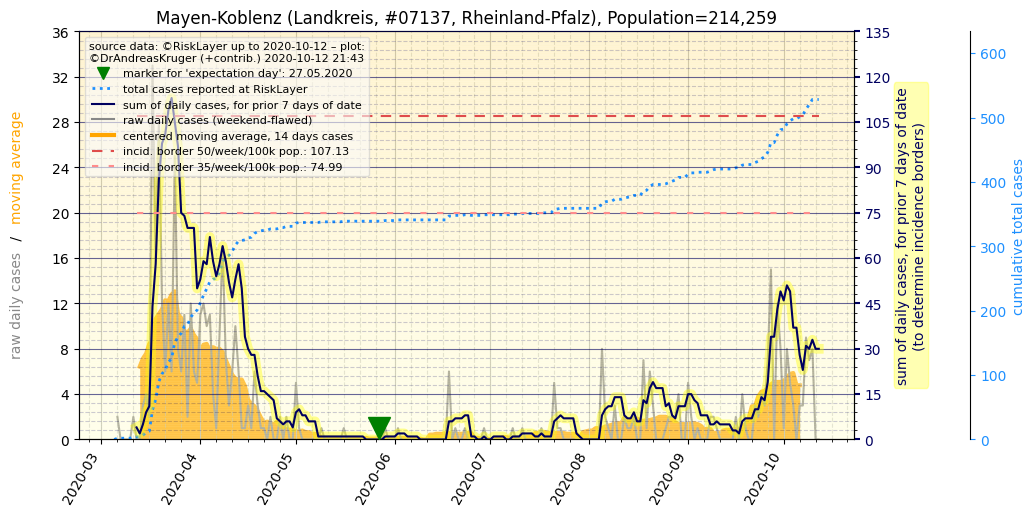 Mayen-Koblenz (Landkreis, #07137, Rheinland-Pfalz), Population=214,259
source data: ©RiskLayer up to 2020-10-12 – plot:
©DrAndreasKruger (+contrib.) 2020-10-12 21:43
marker for 'expectation day': 27.05.2020
total cases reported at RiskLayer
sum of daily cases, for prior 7 days of date
raw daily cases (weekend-flawed)
centered moving average, 14 days cases
incid. border 50/week/100k pop.: 107.13
incid. border 35/week/100k pop.: 74.99
raw daily cases / moving average
36
32
28
24
20
16
12
8
4
0
135
120
105
90
75
60
45
30
15
0
sum of daily cases, for prior 7 days of date
(to determine incidence borders)
600
500
400
300
200
100
0
cumulative total cases
2020-03
2020-04
2020-05
2020-06
2020-07
2020-08
2020-09
2020-10